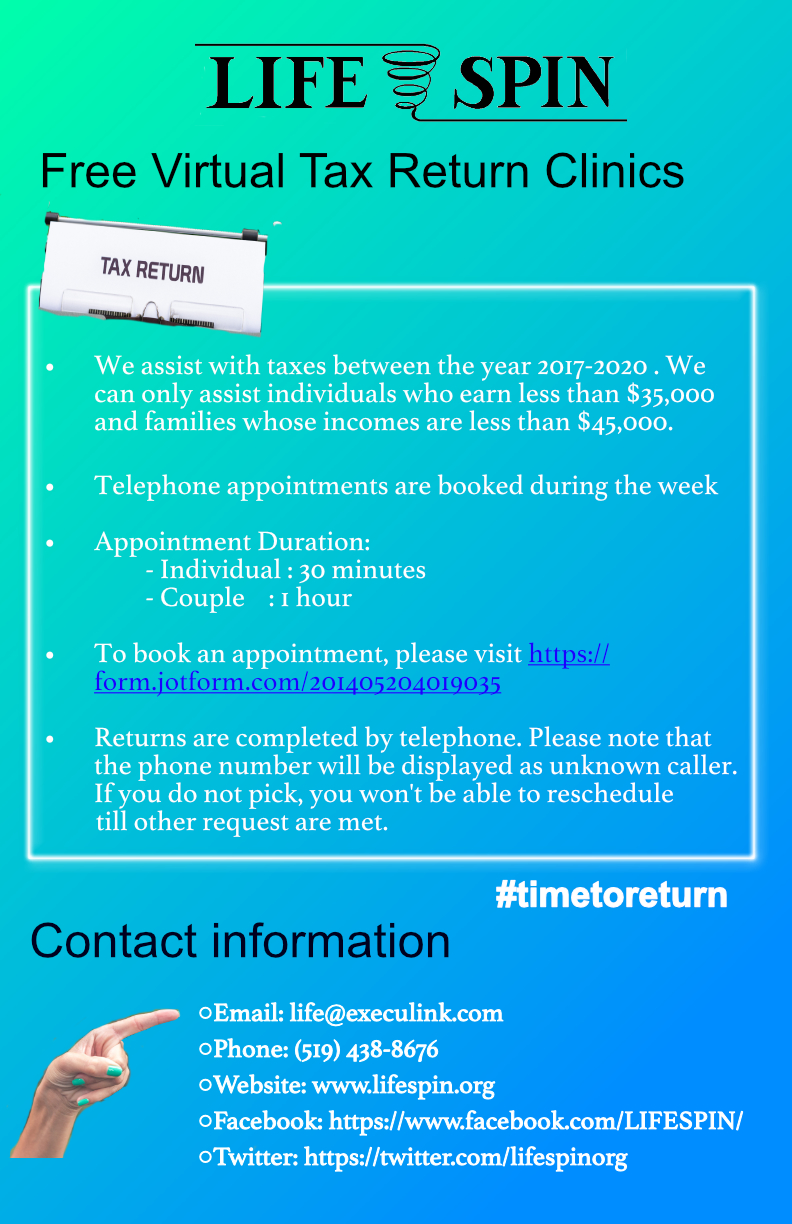 LIFE SPIN
Free Virtual Tax Return Clinics
TAX RETURN
• We assist with taxes between the year 2017-2020 . We
can only assist individuals who earn less than $35,000
and families whose incomes are less than $45,000.
• Telephone appointments are booked during the week
• Appointment Duration:
- Individual : 30 minutes
- Couple : 1 hour
• To book an appointment, please visit https://
form.jotform.com/201405204019035
• Returns are completed by telephone. Please note that
the phone number will be displayed as unknown caller.
If you do not pick, you won't be able to reschedule
till other request are met.
#timetoreturn
Contact information
○Email: life@execulink.com
○Phone: (519) 438-8676
○Website: www.lifespin.org
○Facebook: https://www.facebook.com/LIFESPIN/
○Twitter: https://twitter.com/lifespinorg